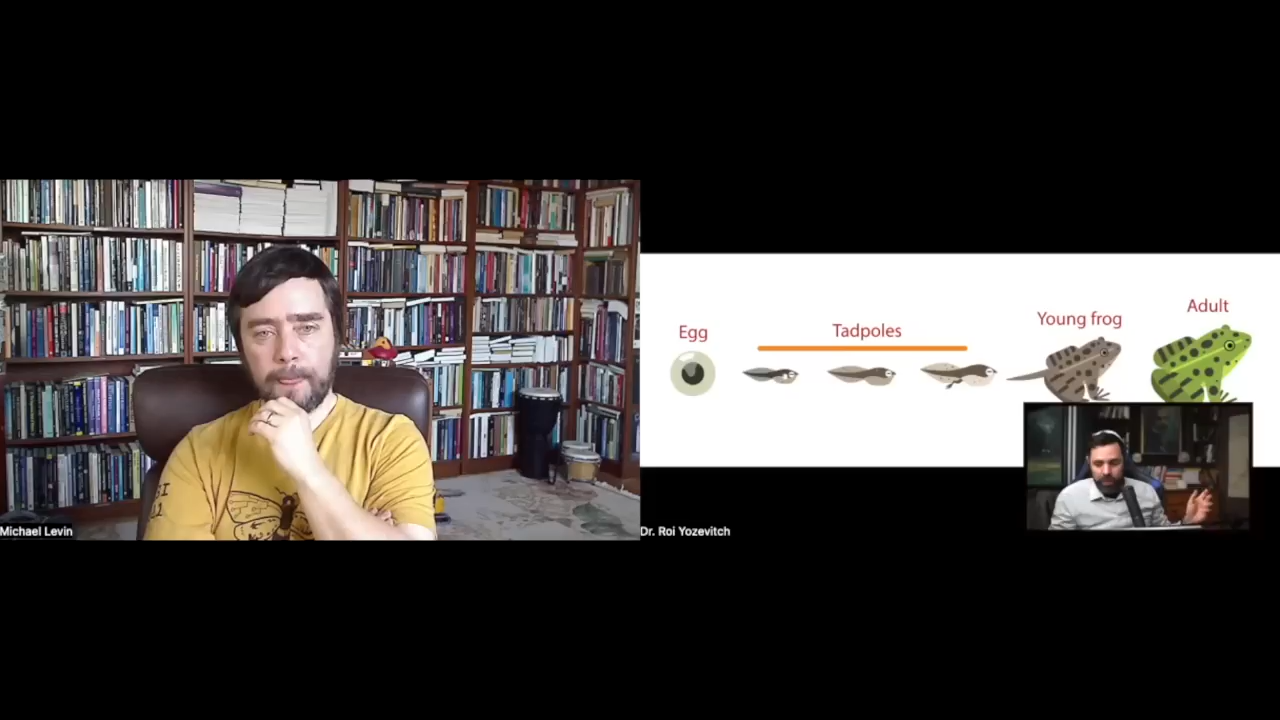 Egg
Tadpoles
Young frog
Adult
Michael Levin
Dr. Roi Yozevitch